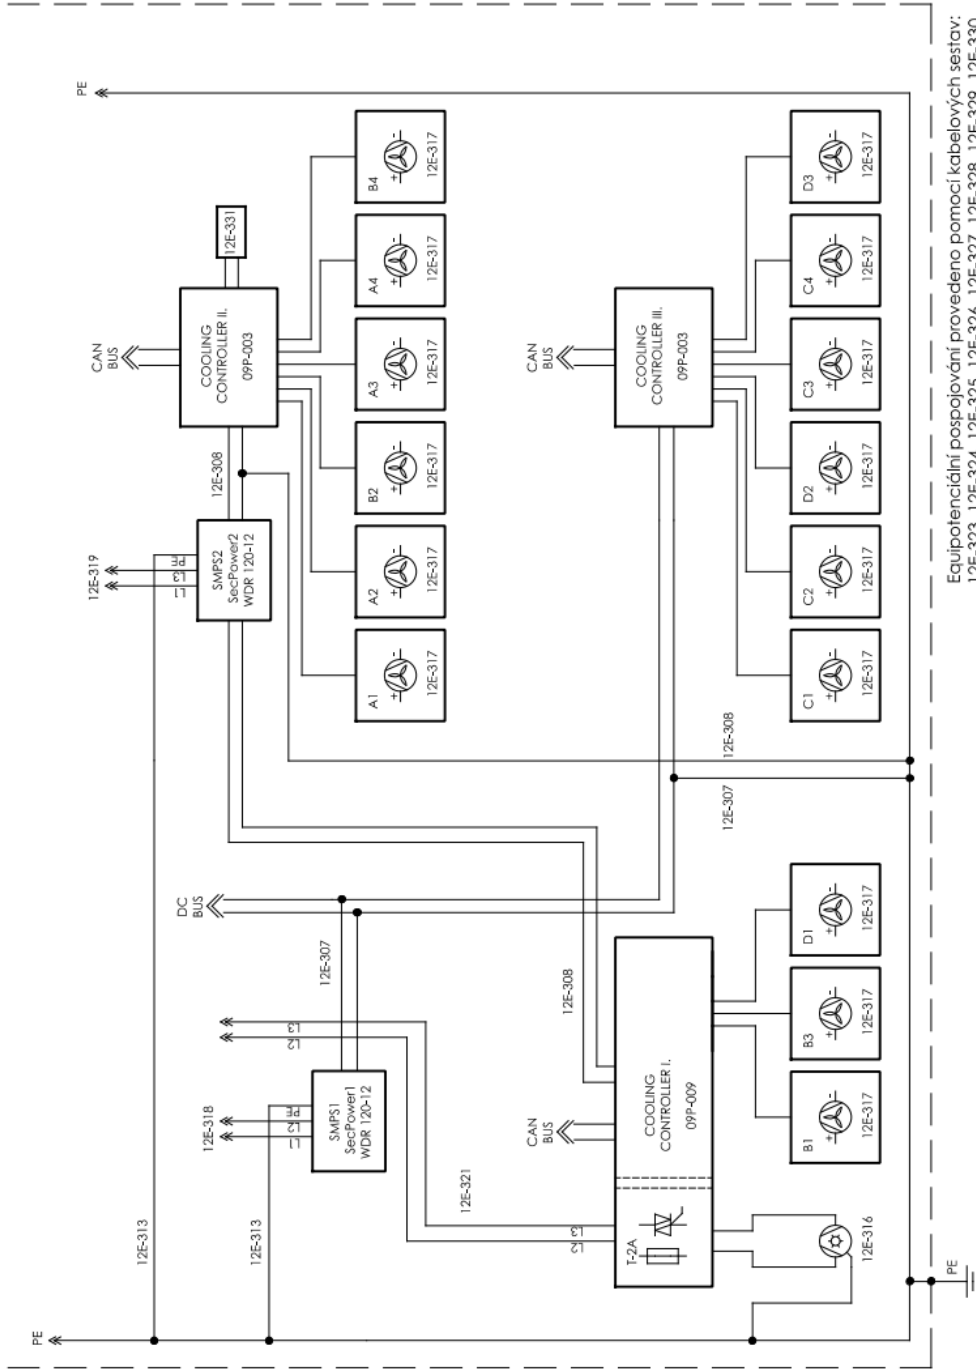 PE
12E-313
12E-313
12E-318
L1
L2
PE
SMPS1
SecPower1
WDR 120-12
L2
L3
12E-321
12E-307
DC
BUS
12E-319
L1
L3
PE
SMPS2
SecPower2
WDR 120-12
12E-308
CAN
BUS
COOLING
CONTROLLER II.
09P-003
12E-331
PE
A1
+
-
12E-317
A2
+
-
12E-317
B2
+
-
12E-317
A3
+
-
12E-317
A4
+
-
12E-317
B4
+
-
12E-317
L2
L3
T-2A
CAN
BUS
COOLING
CONTROLLER I.
09P-009
12E-308
CAN
BUS
COOLING
CONTROLLER III.
09P-003
12E-307
12E-308
12E-316
B1
+
-
12E-317
B3
+
-
12E-317
D1
+
-
12E-317
C1
+
-
12E-317
C2
+
-
12E-317
D2
+
-
12E-317
C3
+
-
12E-317
C4
+
-
12E-317
D3
+
-
12E-317
PE
Equipotenciální pospojování provedeno pomocí kabelových sestav:
12E-323, 12E-324, 12E-325, 12E-326, 12E-327, 12E-328, 12E-329, 12E-330